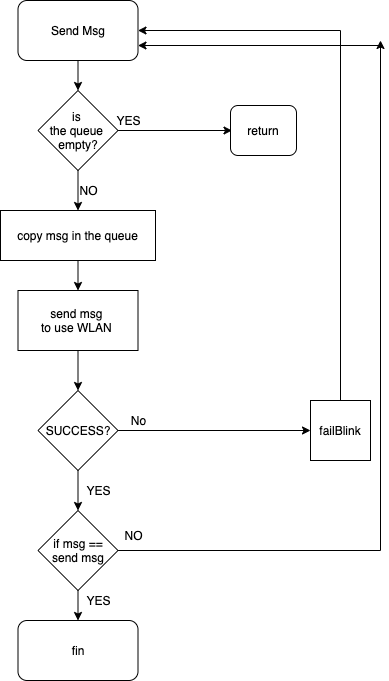 Send Msg
is
the queue
empty?
YES
return
NO
copy msg in the queue
send msg
to use WLAN
SUCCESS?
No
failBlink
YES
if msg ==
send msg
NO
YES
fin